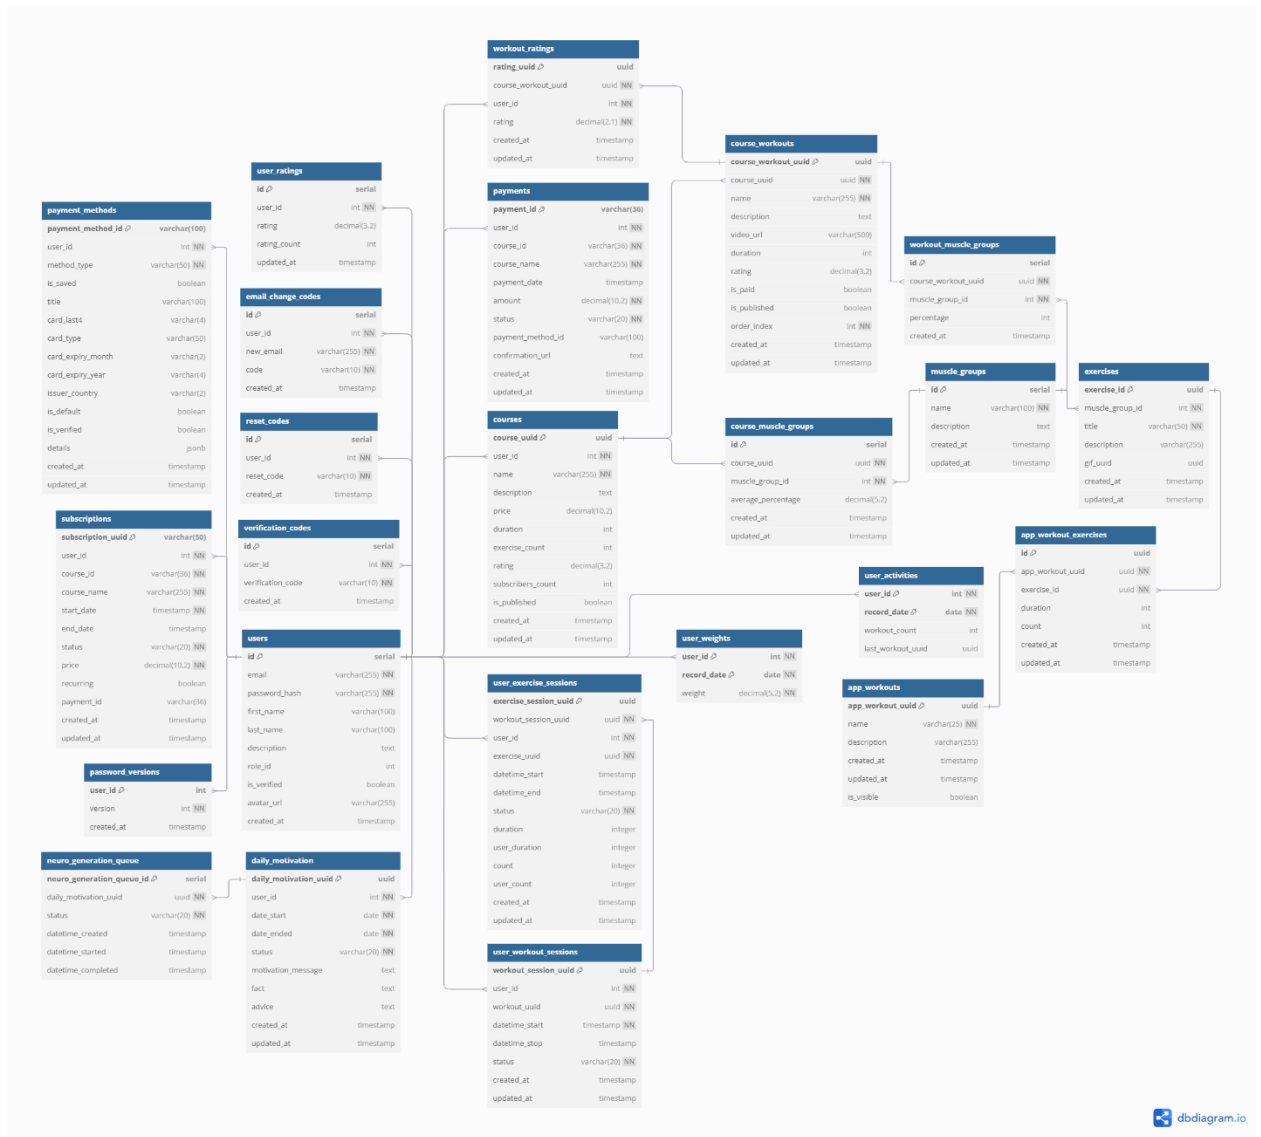 workout_ratings
rating_uuid uuid
course_workout_uuid uuid NN
user_id int NN
rating decimal(2,1) NN
created_at timestamp
updated_at timestamp
course_workouts
course_workout_uuid uuid
course_uuid uuid NN
name varchar(255) NN
description text
video_url varchar(500)
duration int
rating decimal(3,2)
is_paid boolean
is_published boolean
order_index int NN
created_at timestamp
updated_at timestamp
user_ratings
id serial
user_id int NN
rating decimal(3,2)
rating_count int
updated_at timestamp
payments
payment_id varchar(36)
user_id int NN
course_id varchar(36) NN
course_name varchar(255) NN
payment_date timestamp
amount decimal(10,2) NN
status varchar(20) NN
payment_method_id varchar(100)
confirmation_url text
created_at timestamp
updated_at timestamp
payment_methods
payment_method_id varchar(100)
user_id int NN
method_type varchar(50) NN
is_saved boolean
title varchar(100)
card_last4 varchar(4)
card_type varchar(50)
card_expiry_month varchar(2)
card_expiry_year varchar(4)
issuer_country varchar(2)
is_default boolean
is_verified boolean
details jsonb
created_at timestamp
updated_at timestamp
workout_muscle_groups
id serial
course_workout_uuid uuid NN
muscle_group_id int NN
percentage int
created_at timestamp
email_change_codes
id serial
user_id int NN
new_email varchar(255) NN
code varchar(10) NN
created_at timestamp
muscle_groups
id serial
name varchar(100) NN
description text
created_at timestamp
updated_at timestamp
exercises
exercise_id uuid
muscle_group_id int NN
title varchar(50) NN
description varchar(255)
gif_uuid uuid
created_at timestamp
updated_at timestamp
reset_codes
id serial
user_id int NN
reset_code varchar(10) NN
created_at timestamp
courses
course_uuid uuid
user_id int NN
name varchar(255) NN
description text
price decimal(10,2)
duration int
exercise_count int
rating decimal(3,2)
subscribers_count int
is_published boolean
created_at timestamp
updated_at timestamp
course_muscle_groups
id serial
course_uuid uuid NN
muscle_group_id int NN
average_percentage decimal(5,2)
created_at timestamp
updated_at timestamp
subscriptions
subscription_uuid varchar(50)
user_id int NN
course_id varchar(36) NN
course_name varchar(255) NN
start_date timestamp NN
end_date timestamp
status varchar(20) NN
price decimal(10,2) NN
recurring boolean
payment_id varchar(36)
created_at timestamp
updated_at timestamp
verification_codes
id serial
user_id int NN
verification_code varchar(10) NN
created_at timestamp
app_workout_exercises
id uuid
app_workout_uuid uuid NN
exercise_id uuid NN
duration int
count int
created_at timestamp
updated_at timestamp
user_activities
user_id int NN
record_date date NN
workout_count int
last_workout_uuid uuid
users
id serial
email varchar(255) NN
password_hash varchar(255) NN
first_name varchar(100)
last_name varchar(100)
description text
role_id int
is_verified boolean
avatar_url varchar(255)
created_at timestamp
user_weights
user_id int NN
record_date date NN
weight decimal(5,2) NN
user_exercise_sessions
exercise_session_uuid uuid
workout_session_uuid uuid NN
user_id int NN
exercise_uuid uuid NN
datetime_start timestamp
datetime_end timestamp
status varchar(20) NN
duration integer
user_duration integer
count integer
user_count integer
created_at timestamp
updated_at timestamp
app_workouts
app_workout_uuid uuid
name varchar(25) NN
description varchar(255)
created_at timestamp
updated_at timestamp
is_visible boolean
password_versions
user_id int
version int NN
created_at timestamp
neuro_generation_queue
neuro_generation_queue_id serial
daily_motivation_uuid uuid NN
status varchar(20) NN
datetime_created timestamp
datetime_started timestamp
datetime_completed timestamp
daily_motivation
daily_motivation_uuid uuid
user_id int NN
date_start date NN
date_ended date NN
status varchar(20) NN
motivation_message text
fact text
advice text
created_at timestamp
updated_at timestamp
user_workout_sessions
workout_session_uuid uuid
user_id int NN
workout_uuid uuid NN
datetime_start timestamp NN
datetime_stop timestamp
status varchar(20) NN
created_at timestamp
updated_at timestamp
dbdiagram.io